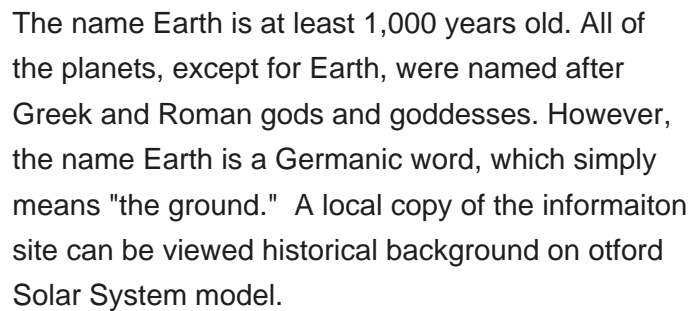 The name Earth is at least 1,000 years old. All of
the planets, except for Earth, were named after
Greek and Roman gods and goddesses. However,
the name Earth is a Germanic word, which simply
means "the ground."  A local copy of the informaiton
site can be viewed historical background on otford
Solar System model.